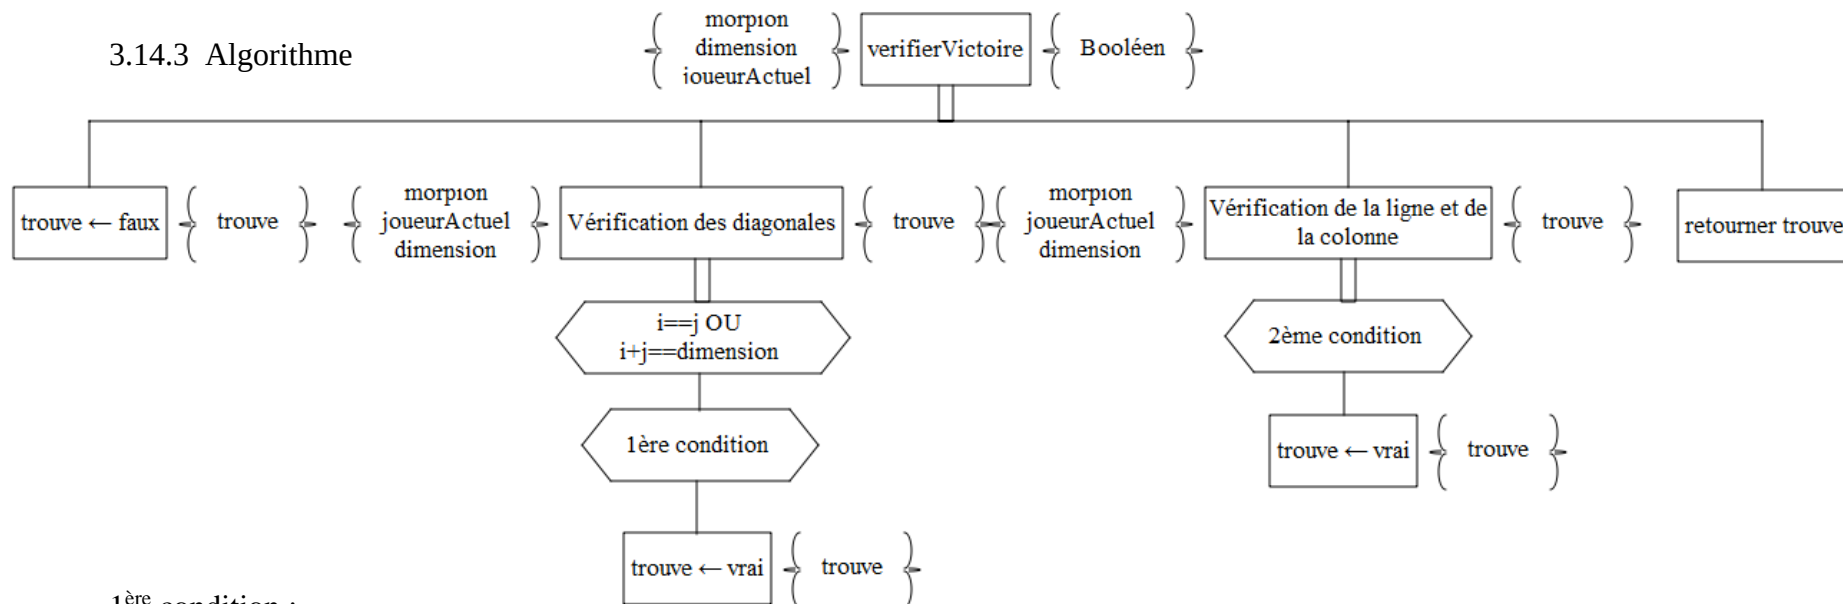 3.14.3 Algorithme
morpion
dimension
joueurActuel
verifierVictoire
Booléen
trouve ← faux
trouve
morpion
joueurActuel
dimension
Vérification des diagonales
trouve
morpion
joueurActuel
dimension
Vérification de la ligne et de
la colonne
trouve
retourner trouve
i==j OU
i+j==dimension
2ème condition
1ère condition
trouve ← vrai
trouve
trouve ← vrai
trouve
1ère condition :